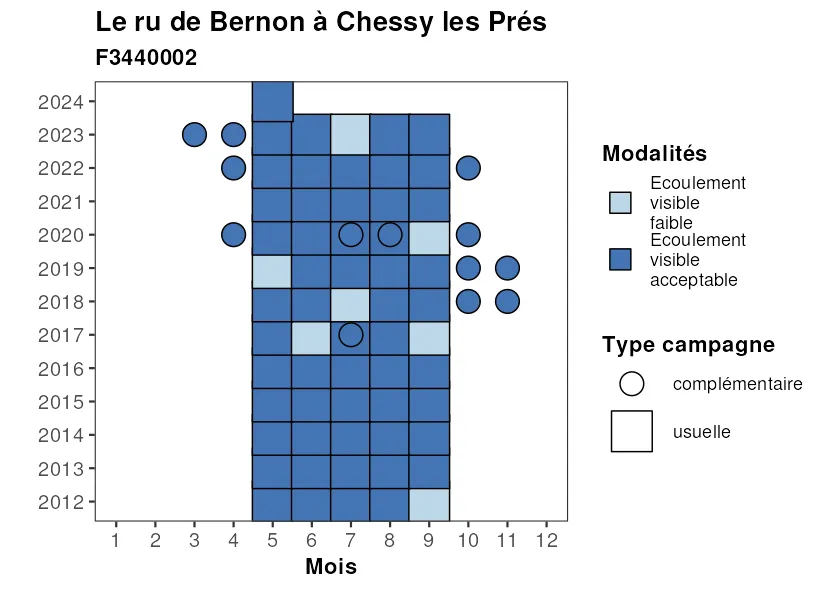 Le ru de Bernon à Chessy les Prés
F3440002
2024
2023
2022
2021
2020
2019
2018
2017
2016
2015
2014
2013
2012
1 2 3 4 5 6 7 8 9 10 11 12
Mois
Modalités
Ecoulement
visible
faible
Ecoulement
visible
acceptable
Type campagne
complémentaire
usuelle